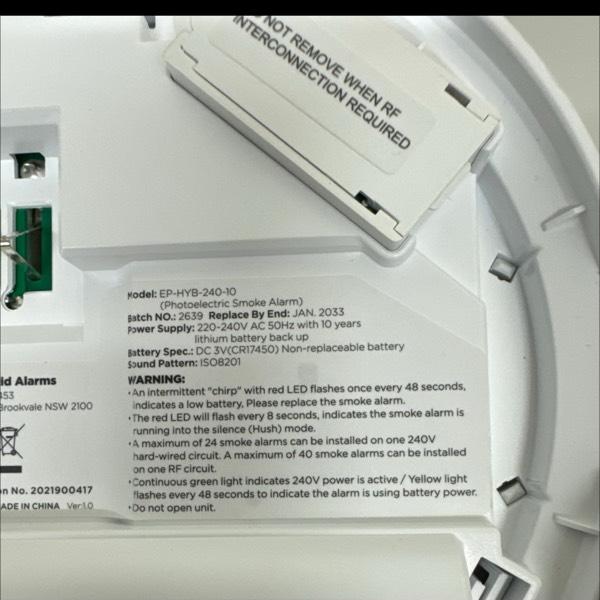 DO NOT REMOVE WHEN RF
INTERCONNECTION REQUIRED
Model: EP-HYB-240-10
(Photoelectric Smoke Alarm)
Batch NO.: 2639 Replace By End: JAN. 2033
Power Supply: 220-240V AC 50Hz with 10 years
lithium battery back up
Battery Spec.: DC 3V(CR17450) Non-replaceable battery
Sound Pattern: ISO8201
WARNING:
•An intermittent "chirp" with red LED flashes once every 48 seconds,
indicates a low battery, Please replace the smoke alarm.
•The red LED will flash every 8 seconds, indicates the smoke alarm is
running into the silence (Hush) mode.
•A maximum of 24 smoke alarms can be installed on one 240V
hard-wired circuit. A maximum of 40 smoke alarms can be installed
on one RF circuit.
•Continuous green light indicates 240V power is active / Yellow light
flashes every 48 seconds to indicate the alarm is using battery power.
•Do not open unit.
id Alarms
453
Brookvale NSW 2100
on No. 2021900417
ADE IN CHINA Ver1.0